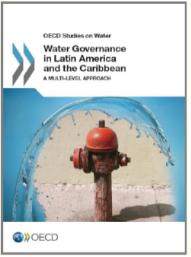 OECD Studies on Water
Water Governance
in Latin America
and the Caribbean
A MULTI-LEVEL APPROACH
OECD